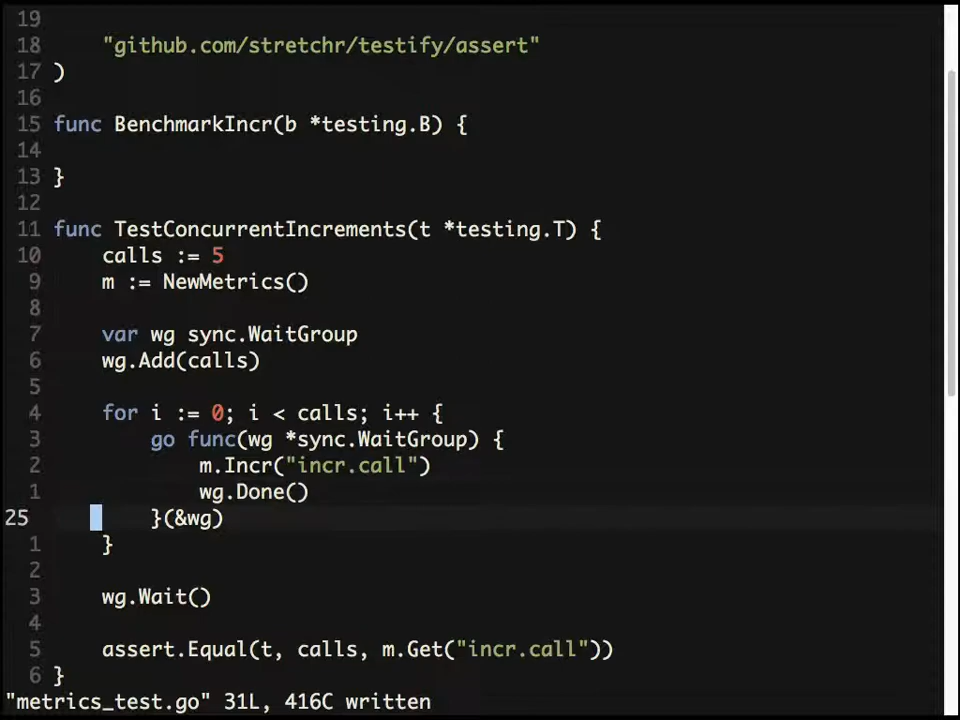 19
18     "github.com/stretchr/testify/assert"
17 )
16
15 func BenchmarkIncr(b *testing.B) {
14
13 }
12
11 func TestConcurrentIncrements(t *testing.T) {
10     calls := 5
9     m := NewMetrics()
8
7     var wg sync.WaitGroup
6     wg.Add(calls)
5
4     for i := 0; i < calls; i++ {
3         go func(wg *sync.WaitGroup) {
2             m.Incr("incr.call")
1             wg.Done()
25         }(&wg)
1     }
2
3     wg.Wait()
4
5     assert.Equal(t, calls, m.Get("incr.call"))
6 }
"metrics_test.go" 31L, 416C written